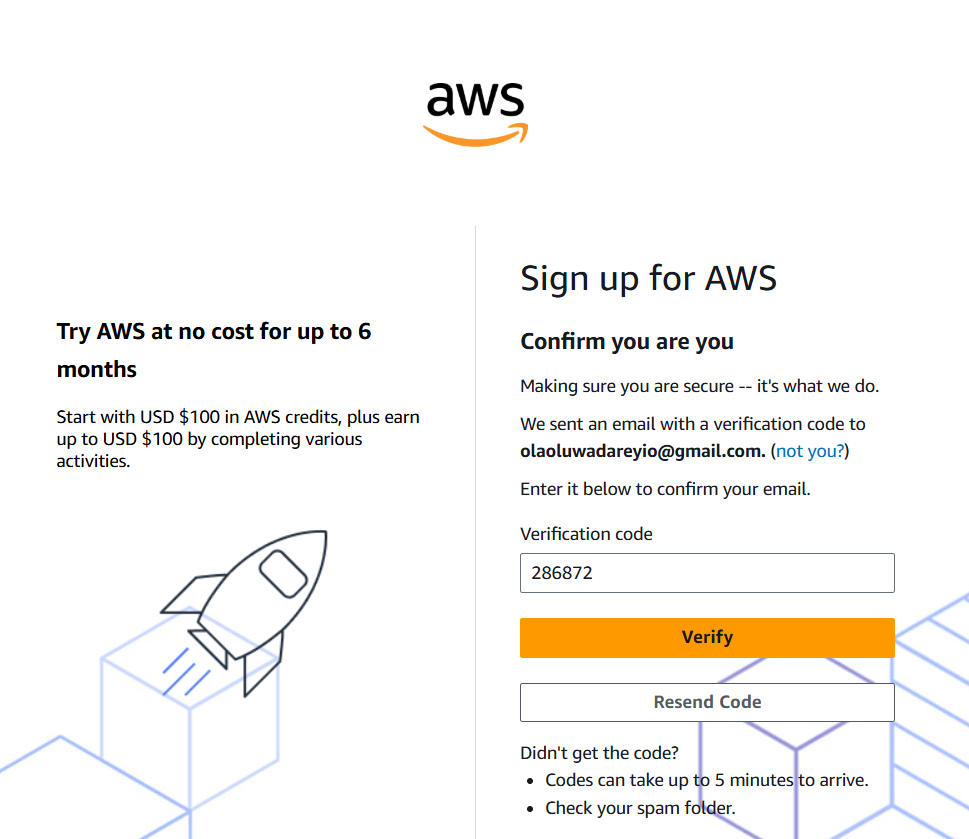 aws
Try AWS at no cost for up to 6
months
Start with USD $100 in AWS credits, plus earn
up to USD $100 by completing various
activities.
Sign up for AWS
Confirm you are you
Making sure you are secure -- it's what we do.
We sent an email with a verification code to
olaoluwadareyio@gmail.com. (not you?)
Enter it below to confirm your email.
Verification code
286872
Verify
Resend Code
Didn't get the code?
• Codes can take up to 5 minutes to arrive.
• Check your spam folder.